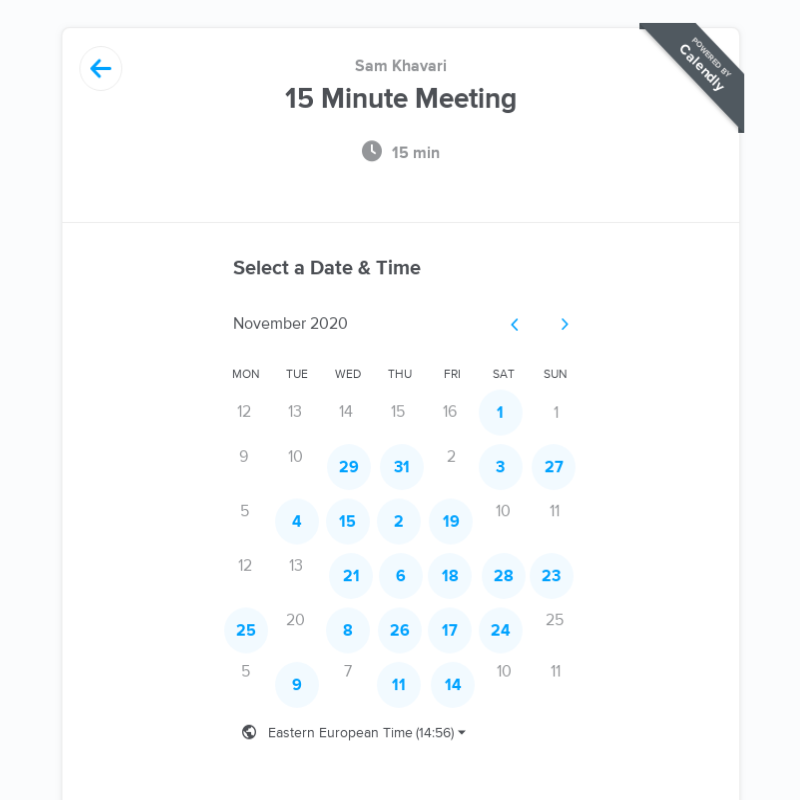 POWERED BY
Calendly
Sam Khavari
15 Minute Meeting
15 min
Select a Date & Time
November 2020
MON TUE WED THU FRI SAT SUN
12 13 14 15 16 1 1
9 10 29 31 2 3 27
5 4 15 2 19 10 11
12 13 21 6 18 28 23
25 20 8 26 17 24 25
5 9 7 11 14 10 11
Eastern European Time (14:56)